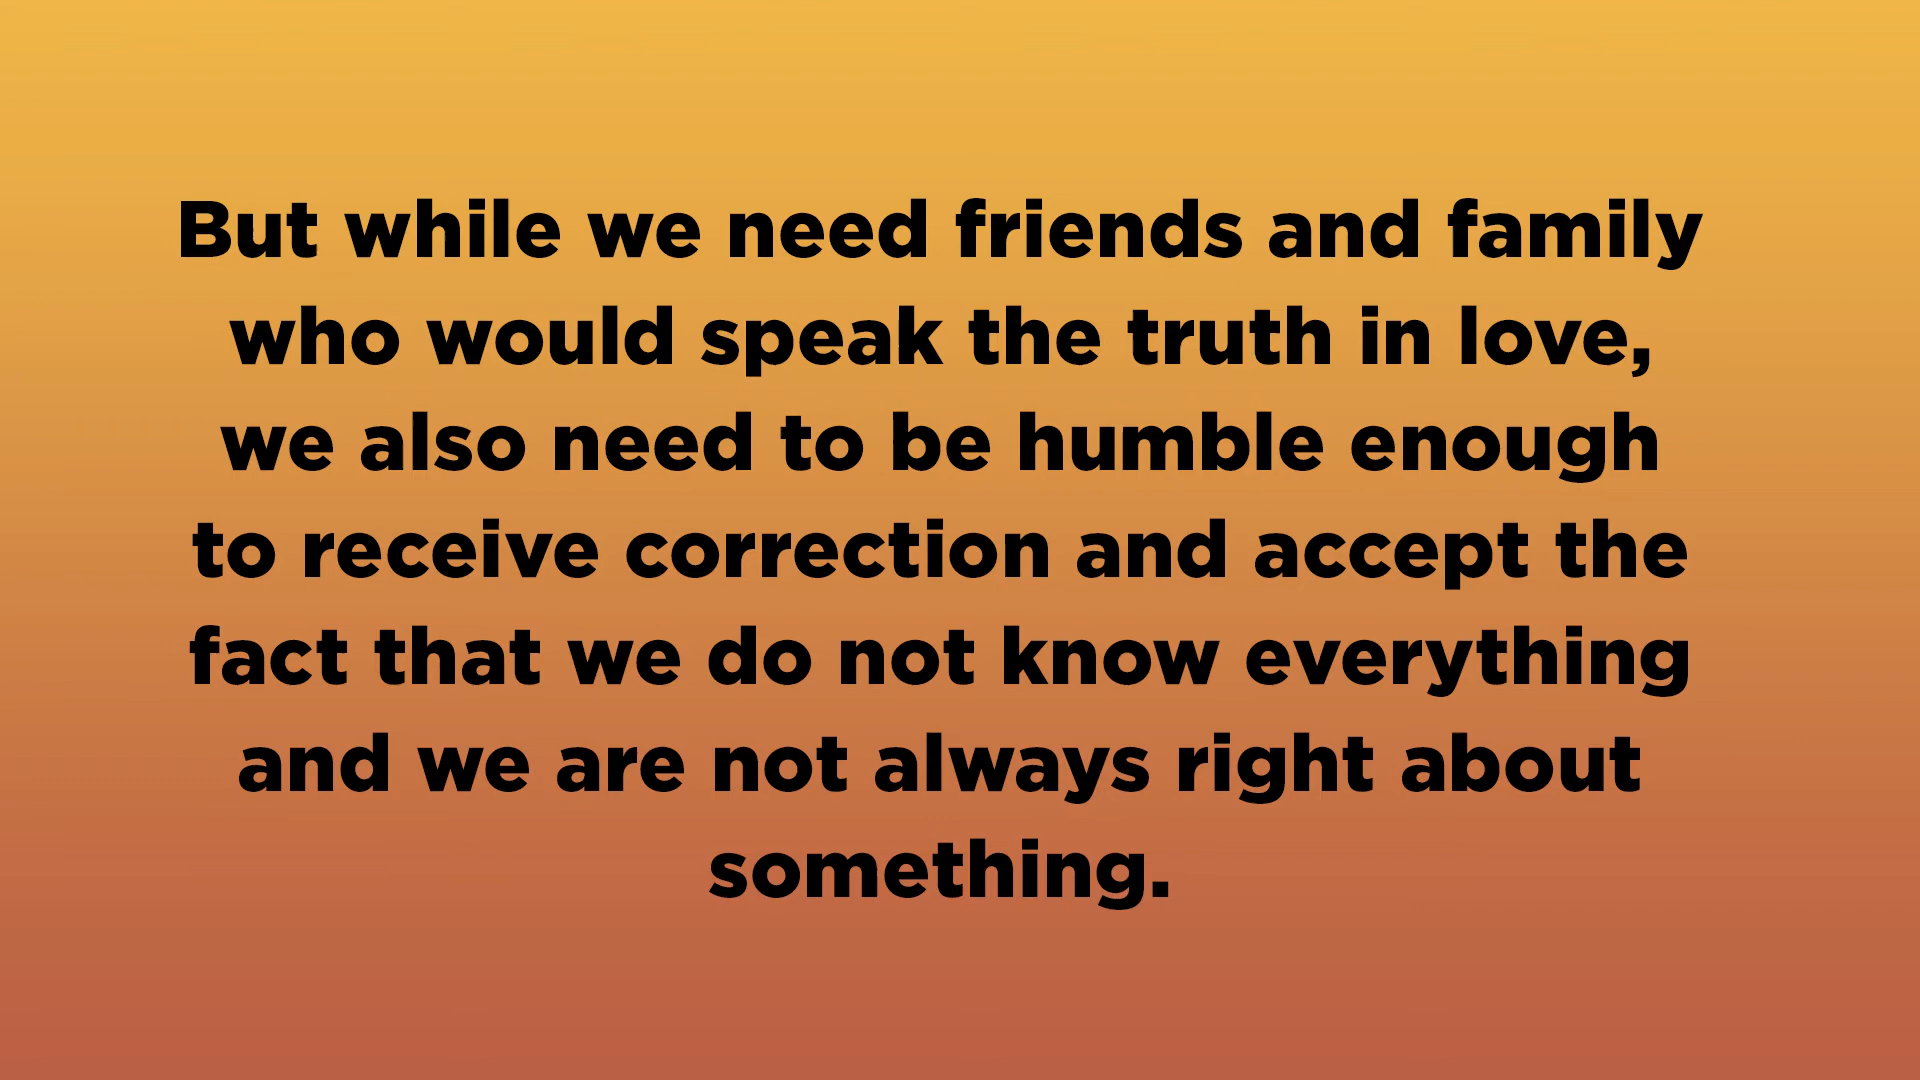 But while we need friends and family
who would speak the truth in love,
we also need to be humble enough
to receive correction and accept the
fact that we do not know everything
and we are not always right about
something.